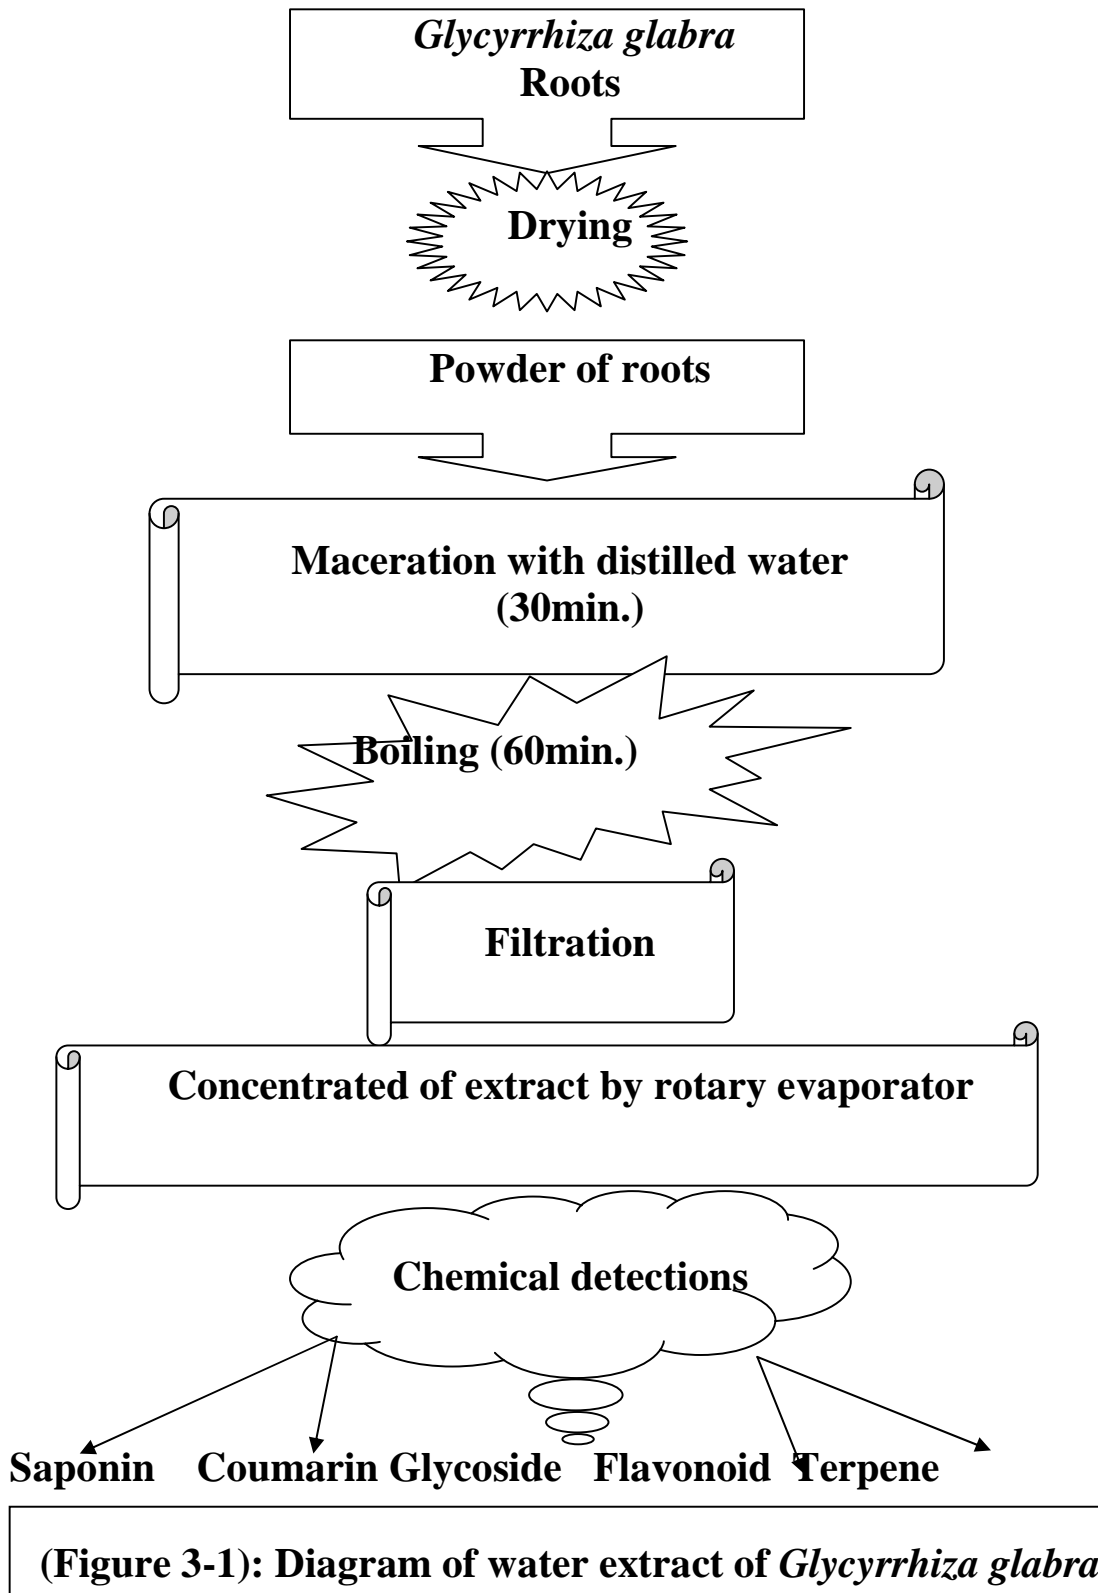 Glycyrrhiza glabra
Roots
Drying
Powder of roots
Maceration with distilled water
(30min.)
Boiling (60min.)
Filtration
Concentrated of extract by rotary evaporator
Chemical detections
Saponin Coumarin Glycoside Flavonoid Terpene
(Figure 3-1): Diagram of water extract of Glycyrrhiza glabra